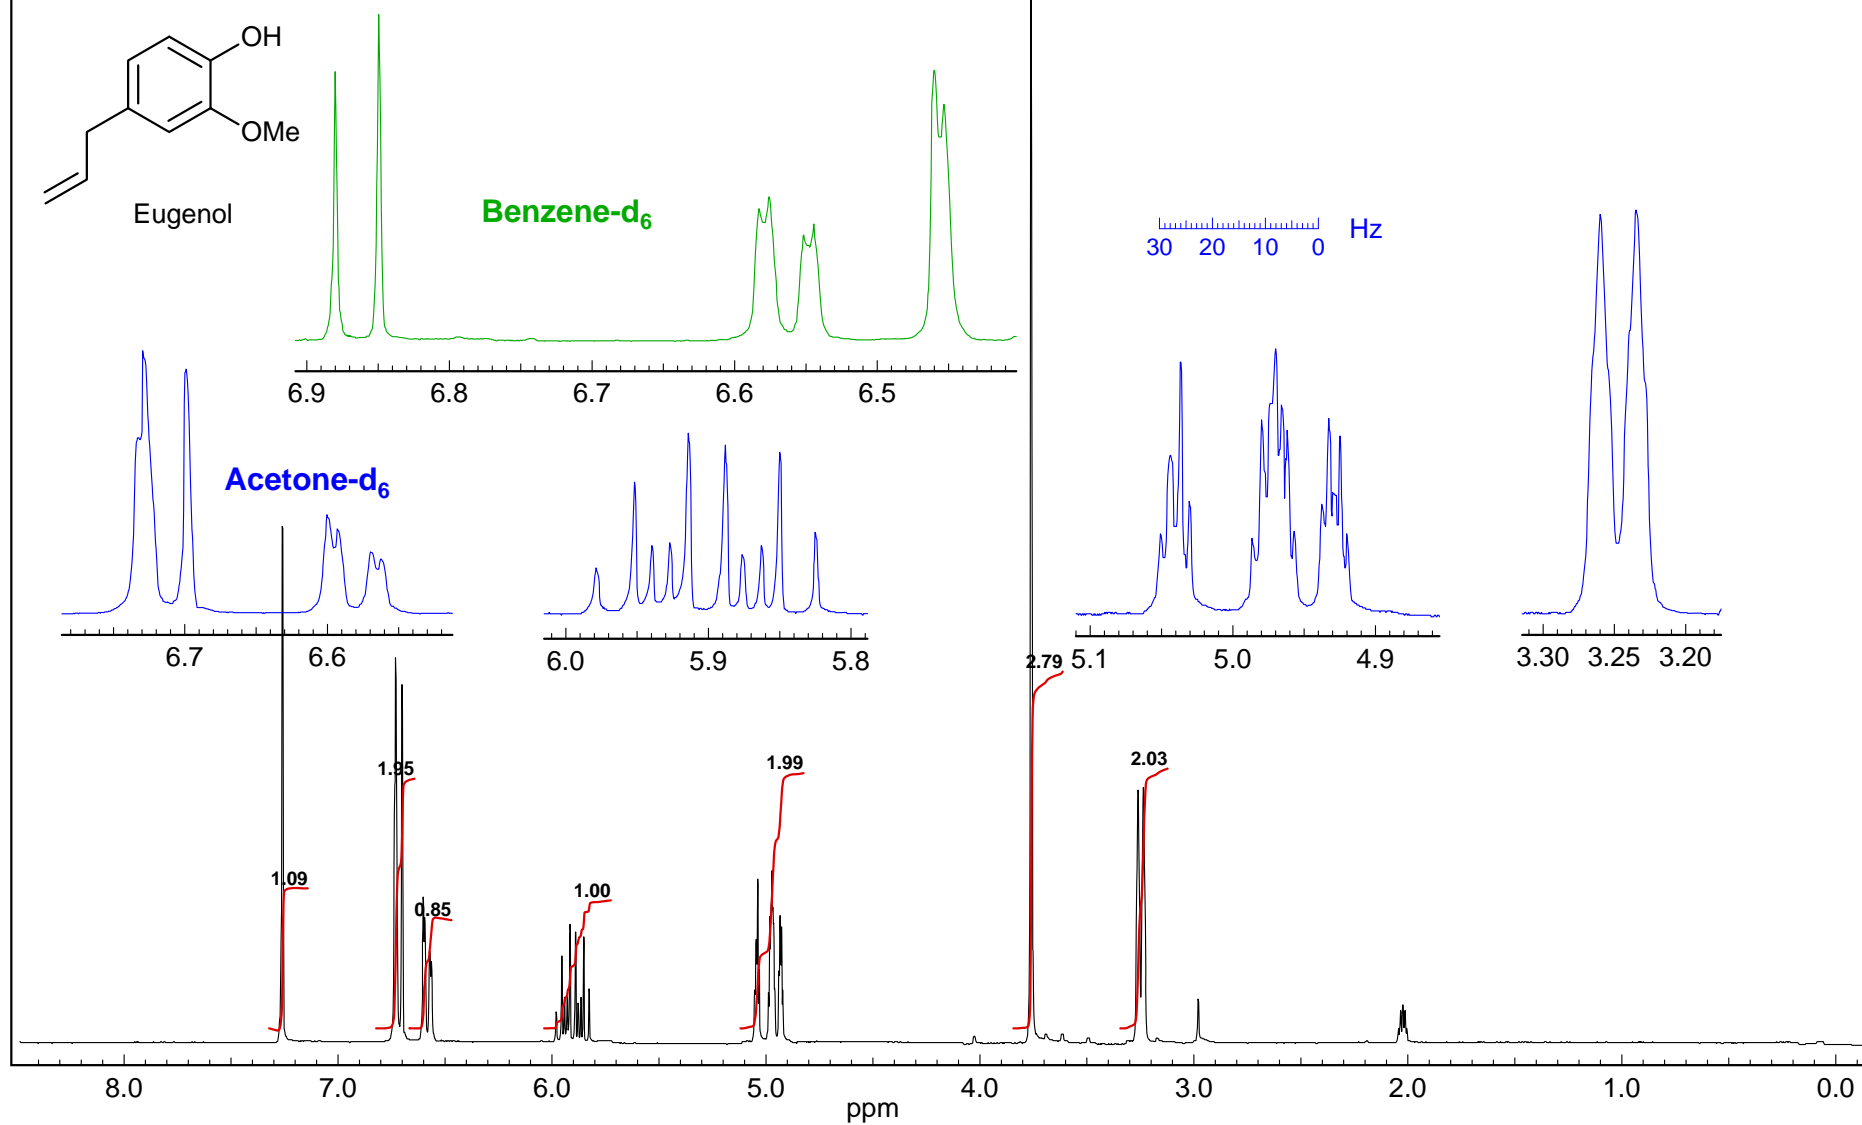 OH
OMe
Eugenol
Benzene-d6
6.9 6.8 6.7 6.6 6.5
30 20 10 0 Hz
Acetone-d6
6.7 6.6
6.0 5.9 5.8
5.1 5.0 4.9
3.30 3.25 3.20
1.09
1.95
0.85
1.00
1.99
2.79
2.03
8.0 7.0 6.0 5.0 4.0 3.0 2.0 1.0 0.0
ppm